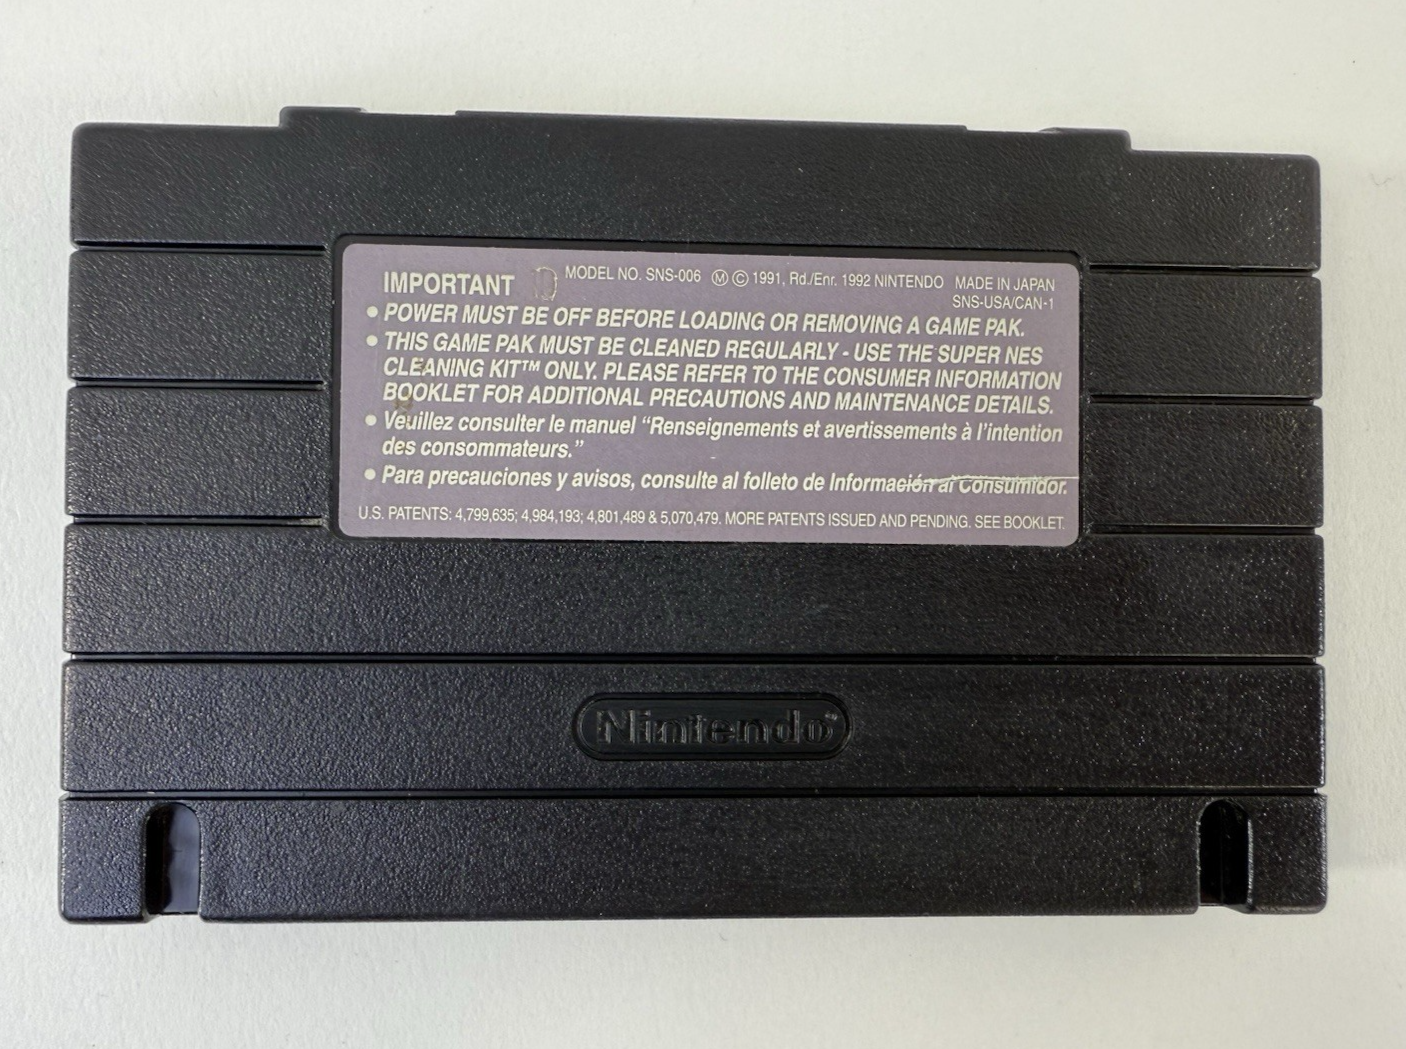 IMPORTANT MODEL NO. SNS-006 Ⓜ © 1991, Rd./Enr. 1992 NINTENDO MADE IN JAPAN
SNS-USA/CAN-1
• POWER MUST BE OFF BEFORE LOADING OR REMOVING A GAME PAK.
• THIS GAME PAK MUST BE CLEANED REGULARLY - USE THE SUPER NES
CLEANING KIT™ ONLY. PLEASE REFER TO THE CONSUMER INFORMATION
BOOKLET FOR ADDITIONAL PRECAUTIONS AND MAINTENANCE DETAILS.
• Veuillez consulter le manuel “Renseignements et avertissements à l’intention
des consommateurs.”
• Para precauciones y avisos, consulte al folleto de Información al Consumidor.
U.S. PATENTS: 4,799,635; 4,984,193; 4,801,489 & 5,070,479. MORE PATENTS ISSUED AND PENDING. SEE BOOKLET.
Nintendo™